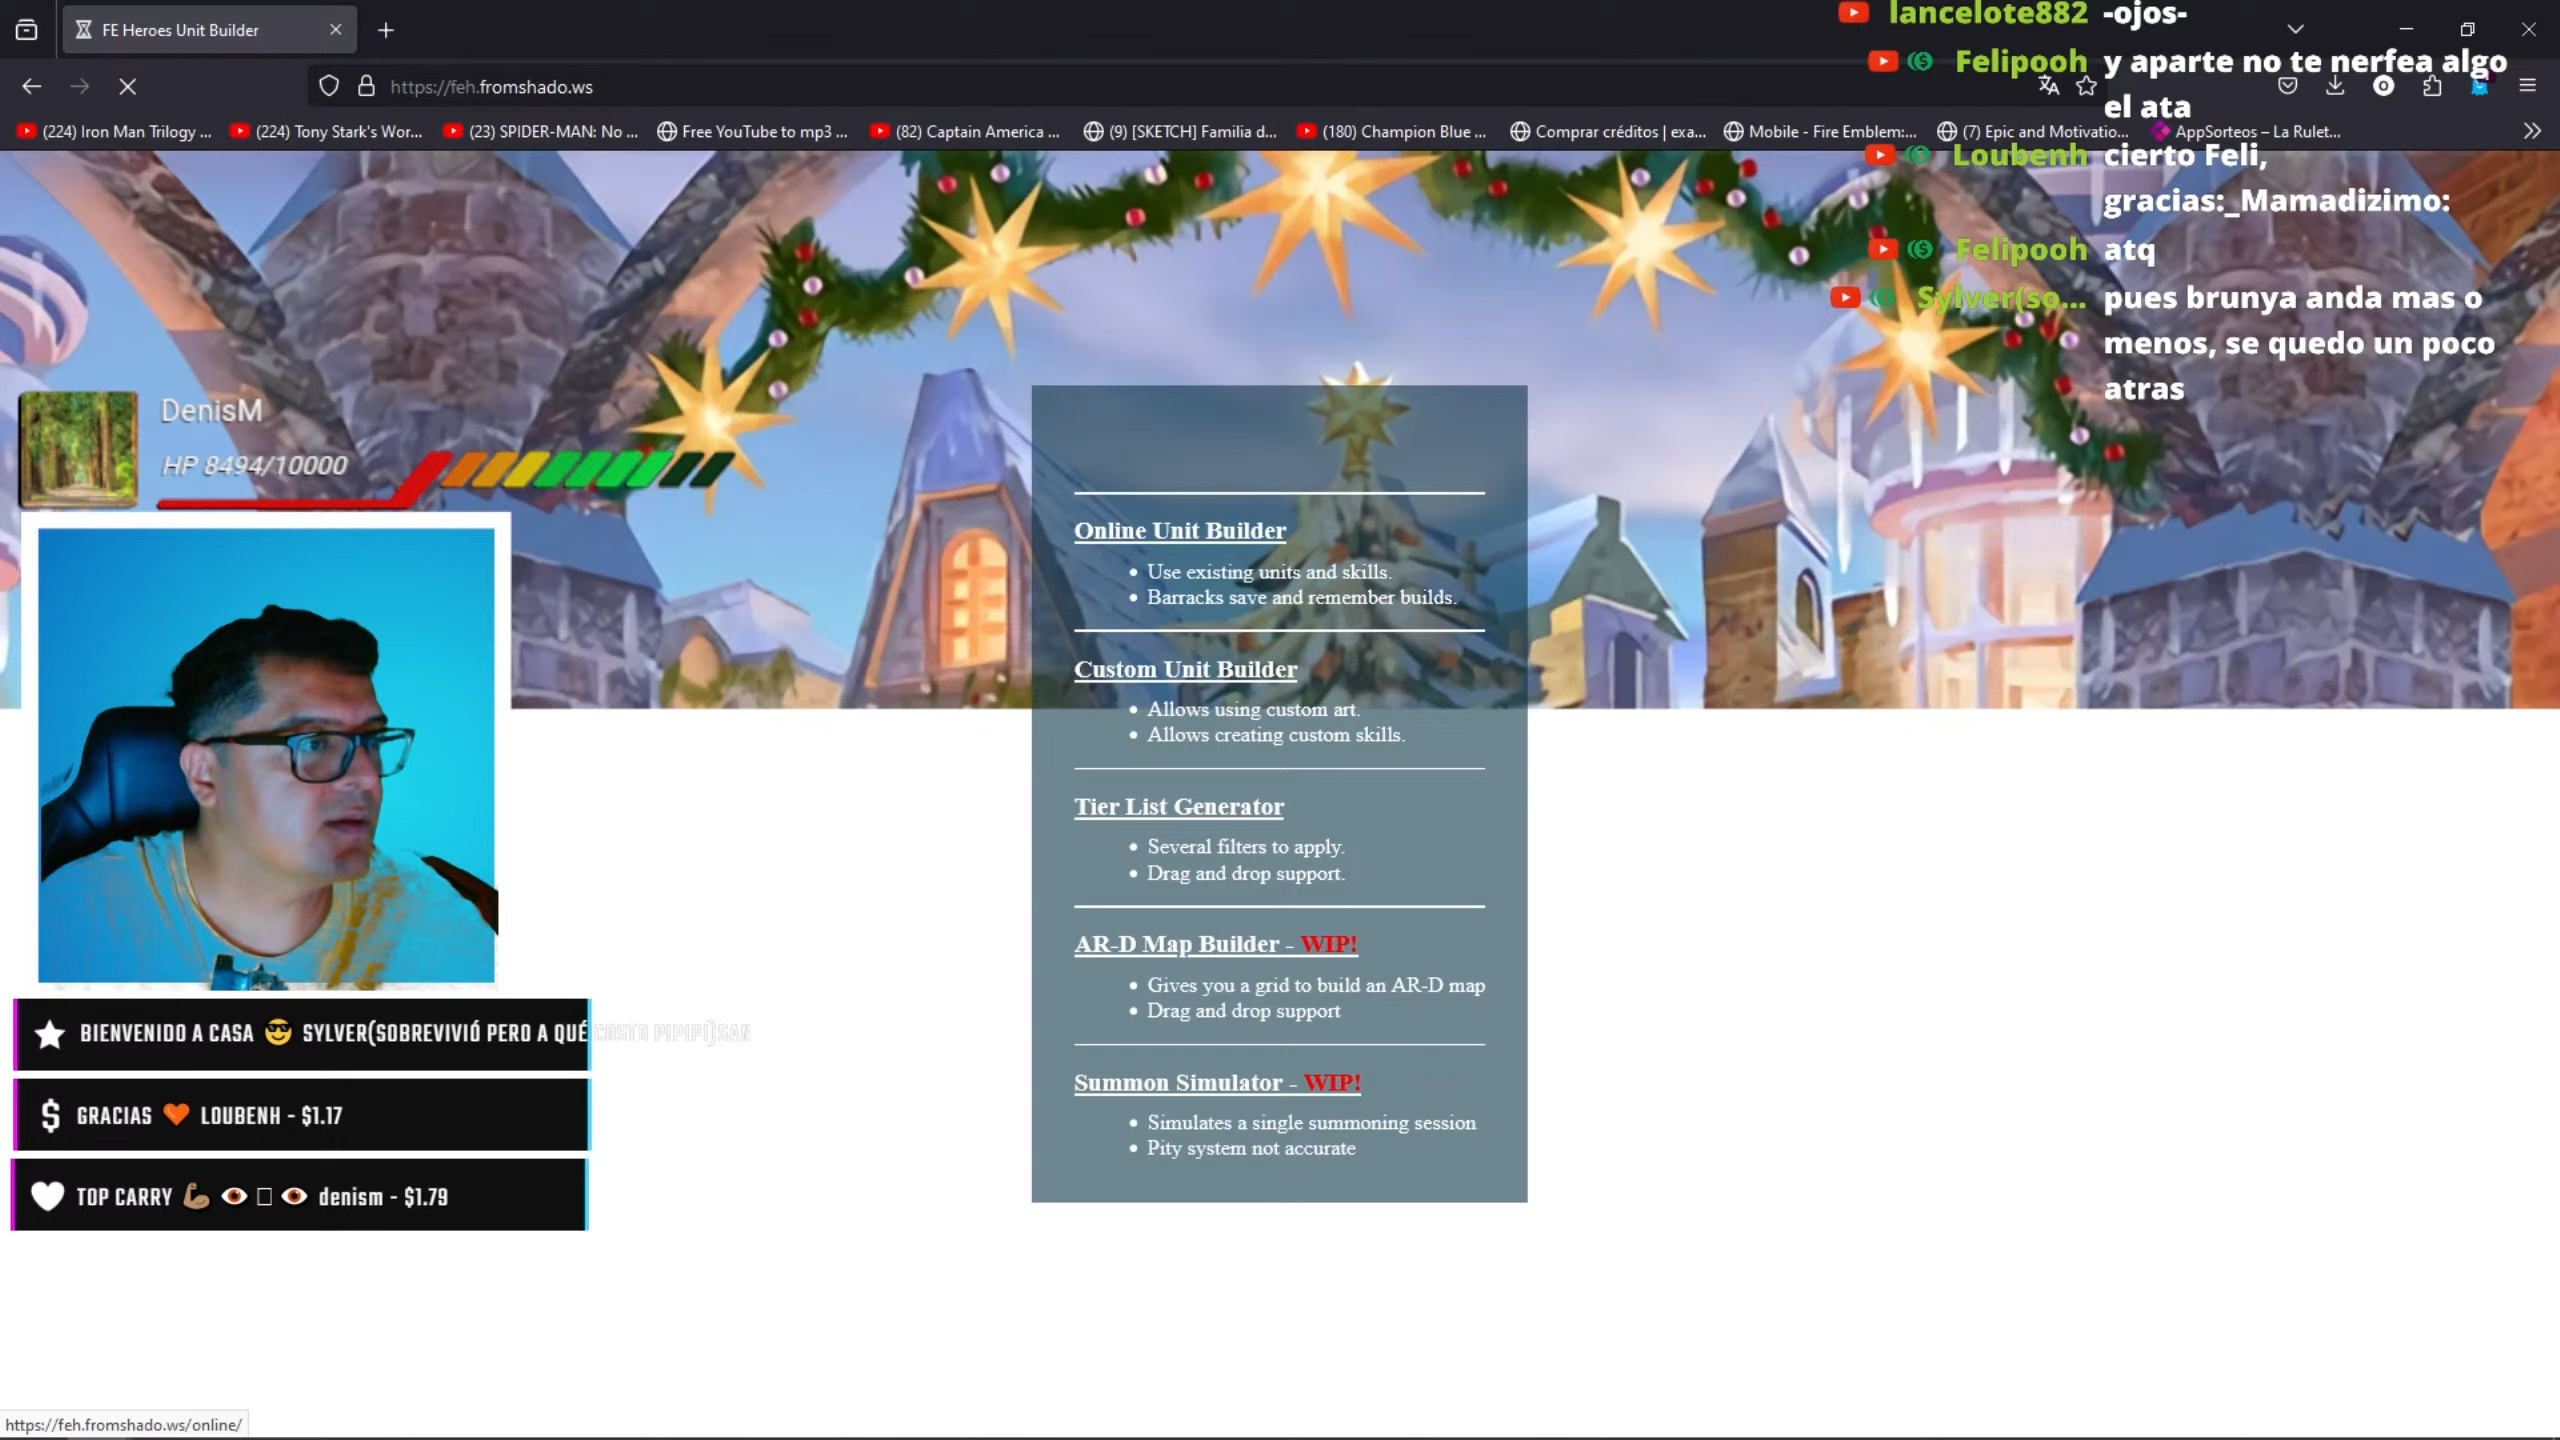 FE Heroes Unit Builder
https://feh.fromshado.ws
(224) Iron Man Trilogy ...
(224) Tony Stark's Wor...
(23) SPIDER-MAN: No ...
Free YouTube to mp3 ...
(82) Captain America ...
(9) [SKETCH] Familia d...
(180) Champion Blue ...
Comprar créditos | exa...
Mobile - Fire Emblem:...
(7) Epic and Motivatio...
AppSorteos – La Rulet...
lancelote882 -ojos-
Felipooh y aparte no te nerfea algo
el ata
Loubenh cierto Feli,
gracias:_Mamadizimo:
Felipooh atq
Sylver(so... pues brunya anda mas o
menos, se quedo un poco
atras
DenisM
HP 8494/10000
Online Unit Builder
• Use existing units and skills.
• Barracks save and remember builds.
Custom Unit Builder
• Allows using custom art.
• Allows creating custom skills.
Tier List Generator
• Several filters to apply.
• Drag and drop support.
AR-D Map Builder - WIP!
• Gives you a grid to build an AR-D map
• Drag and drop support
Summon Simulator - WIP!
• Simulates a single summoning session
• Pity system not accurate
BIENVENIDO A CASA 😎 SYLVER(SOBREVIVIÓ PERO A QUÉ COSTO PIPIPI)SAN
$ GRACIAS 🧡 LOUBENH - $1.17
TOP CARRY 💪🏽 👁 □ 👁 denism - $1.79
https://feh.fromshado.ws/online/